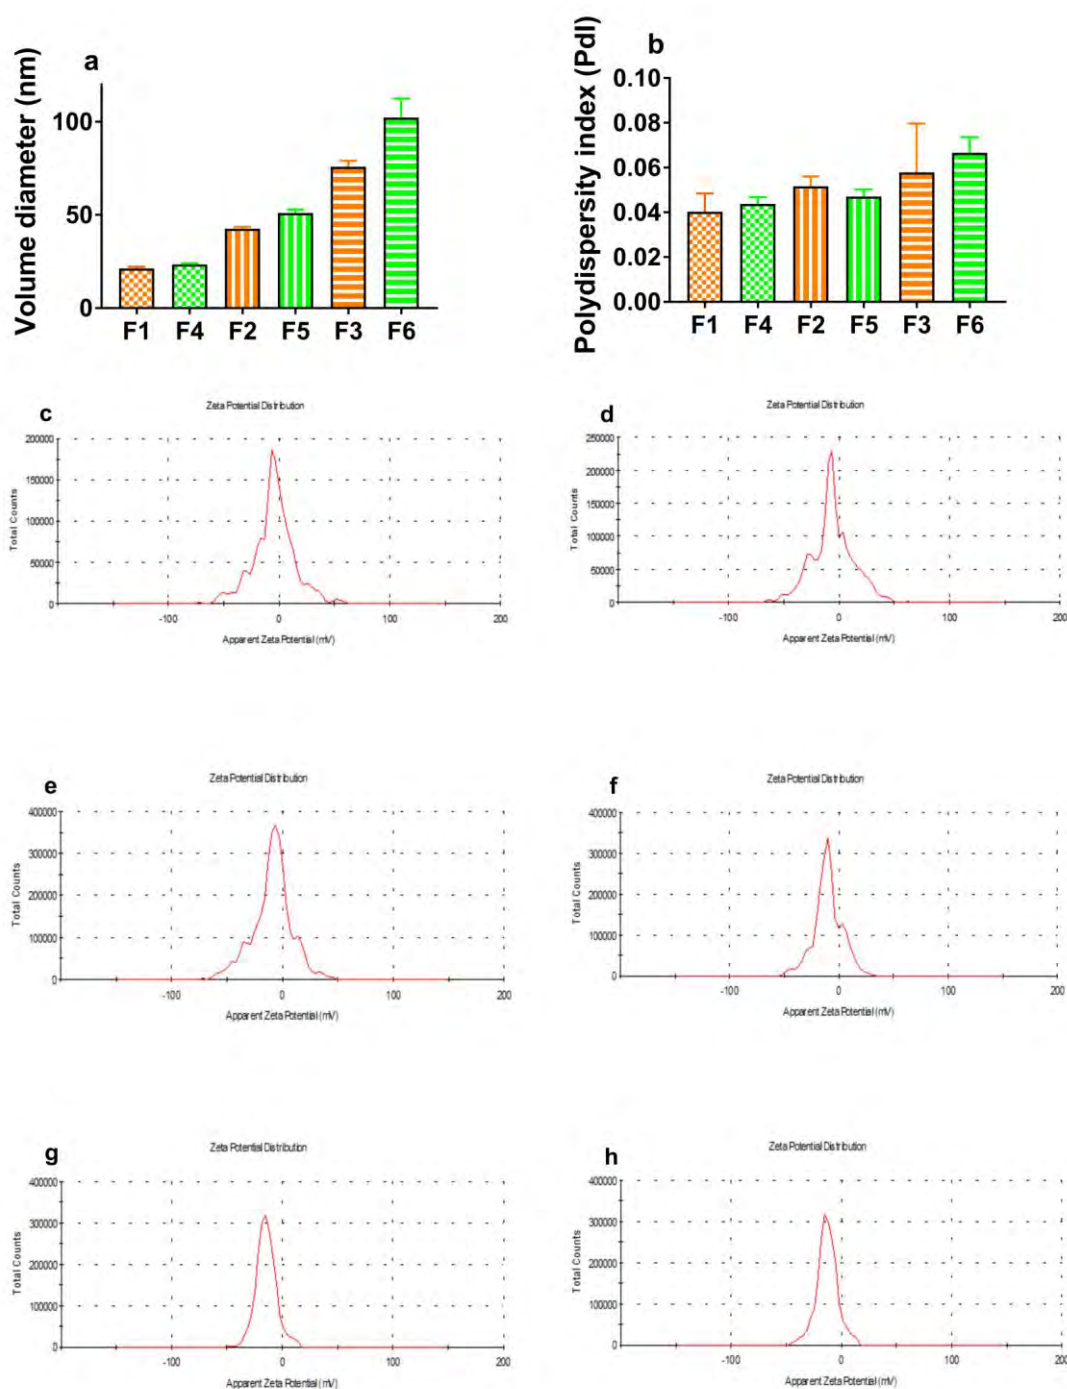 a
Volume diameter (nm)
100
50
0
F1 F4 F2 F5 F3 F6
b
Polydispersity index (PdI)
0.10
0.08
0.06
0.04
0.02
0.00
F1 F4 F2 F5 F3 F6
c
Zeta Potential Distribution
Total Counts
200000
150000
100000
50000
0
-100 0 100 200
Apparent Zeta Potential (mV)
d
Zeta Potential Distribution
Total Counts
250000
200000
150000
100000
50000
0
-100 0 100 200
Apparent Zeta Potential (mV)
e
Zeta Potential Distribution
Total Counts
400000
300000
200000
100000
0
-100 0 100 200
Apparent Zeta Potential (mV)
f
Zeta Potential Distribution
Total Counts
400000
300000
200000
100000
0
-100 0 100 200
Apparent Zeta Potential (mV)
g
Zeta Potential Distribution
Total Counts
400000
300000
200000
100000
0
-100 0 100 200
Apparent Zeta Potential (mV)
h
Zeta Potential Distribution
Total Counts
400000
300000
200000
100000
0
-100 0 100 200
Apparent Zeta Potential (mV)